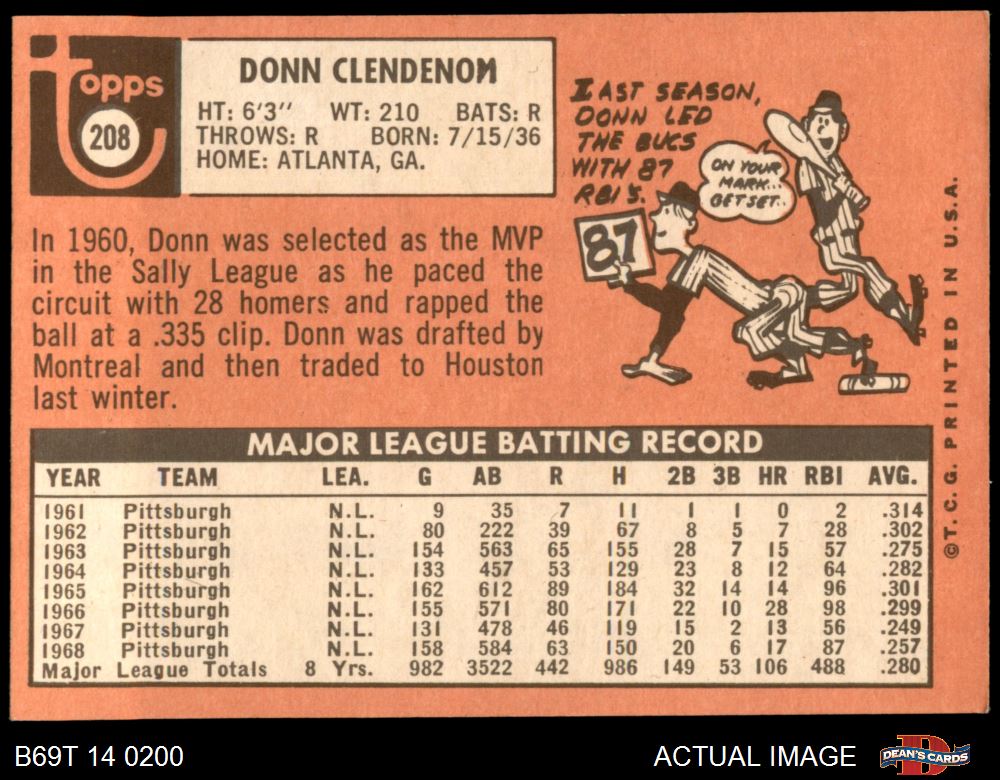 Topps
208
DONN CLENDENON
HT: 6'3" WT: 210 BATS: R
THROWS: R BORN: 7/15/36
HOME: ATLANTA, GA.
LAST SEASON,
DONN LED
THE BUCS
WITH 87
RBI'S.
ON YOUR
MARK...
GET SET..
87
In 1960, Donn was selected as the MVP
in the Sally League as he paced the
circuit with 28 homers and rapped the
ball at a .335 clip. Donn was drafted by
Montreal and then traded to Houston
last winter.
MAJOR LEAGUE BATTING RECORD
YEAR TEAM LEA. G AB R H 2B 3B HR RBI AVG.
1961 Pittsburgh N.L. 9 35 7 11 1 1 0 2 .314
1962 Pittsburgh N.L. 80 222 39 67 8 5 7 28 .302
1963 Pittsburgh N.L. 154 563 65 155 28 7 15 57 .275
1964 Pittsburgh N.L. 133 457 53 129 23 8 12 64 .282
1965 Pittsburgh N.L. 162 612 89 184 32 14 14 96 .301
1966 Pittsburgh N.L. 155 571 80 171 22 10 28 98 .299
1967 Pittsburgh N.L. 131 478 46 119 15 2 13 56 .249
1968 Pittsburgh N.L. 158 584 63 150 20 6 17 87 .257
Major League Totals 8 Yrs. 982 3522 442 986 149 53 106 488 .280
©T.C.G. PRINTED IN U.S.A.
B69T 14 0200
ACTUAL IMAGE
DEAN'S CARDS